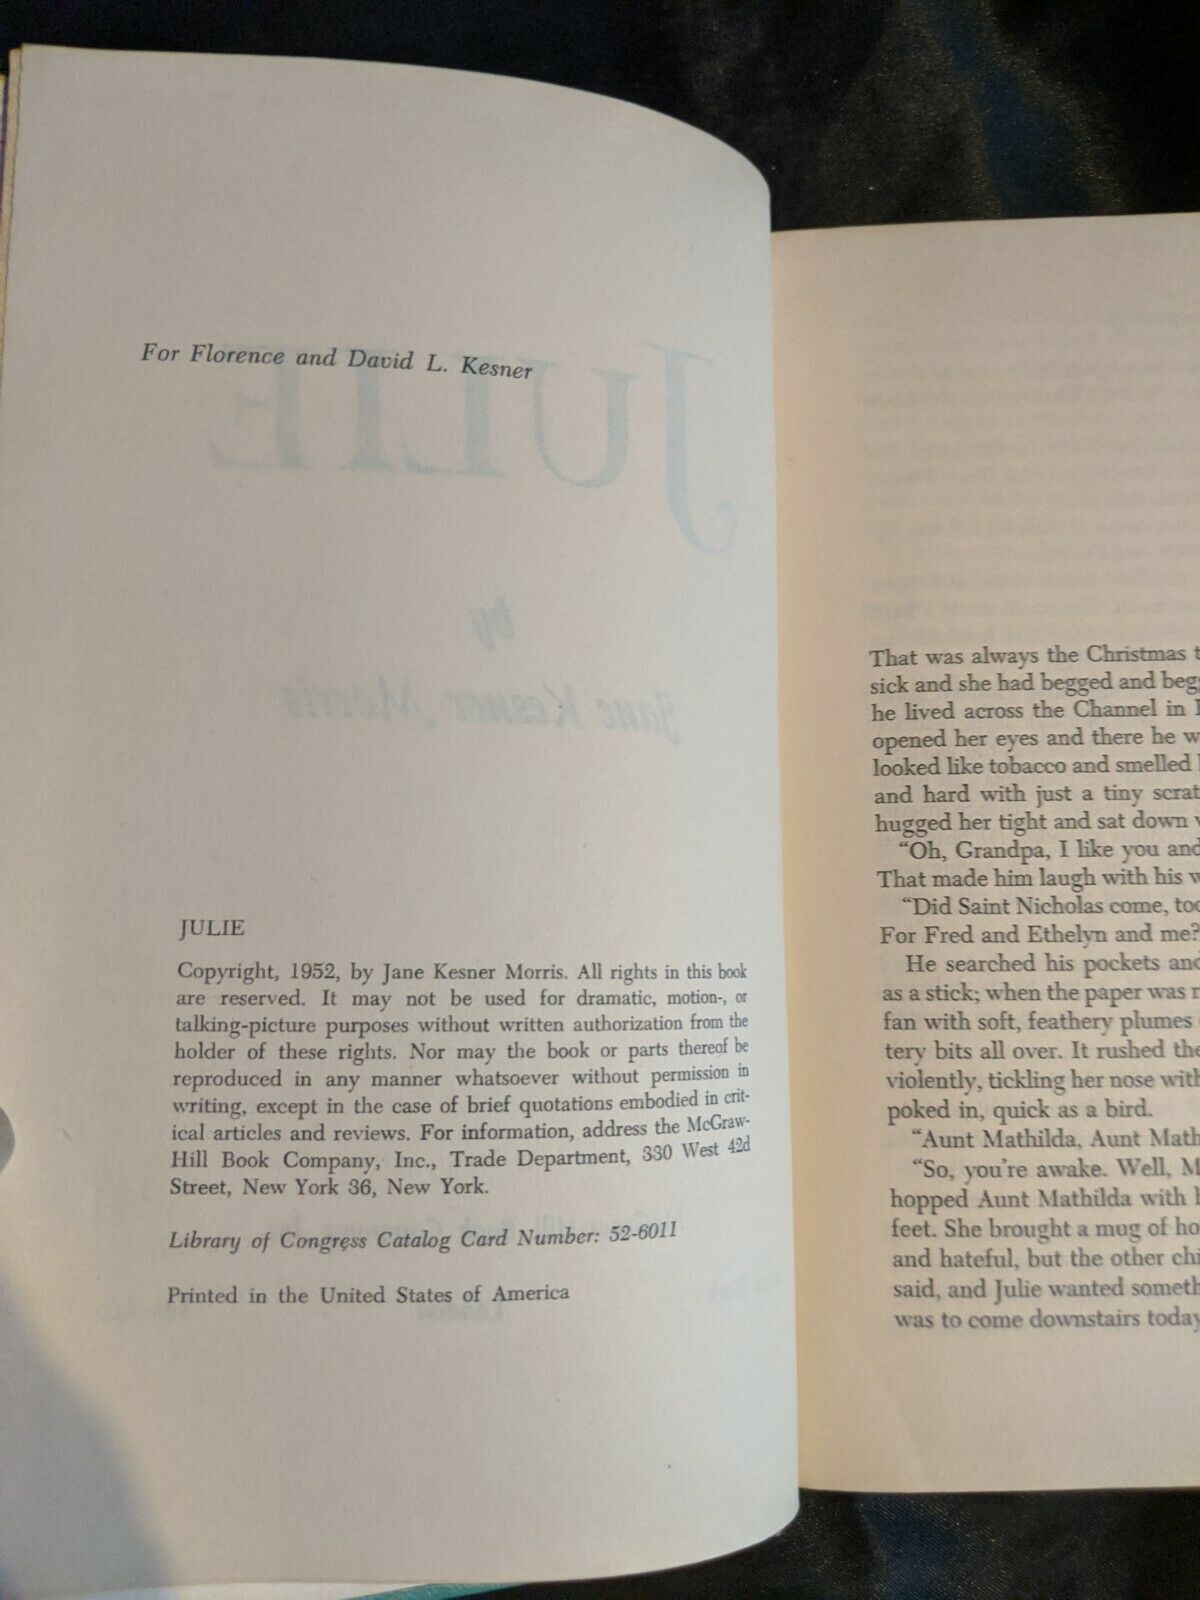 For Florence and David L. Kesner
JULIE
by
Jane Kesner Morris
JULIE
Copyright, 1952, by Jane Kesner Morris. All rights in this book
are reserved. It may not be used for dramatic, motion-, or
talking-picture purposes without written authorization from the
holder of these rights. Nor may the book or parts thereof be
reproduced in any manner whatsoever without permission in
writing, except in the case of brief quotations embodied in crit-
ical articles and reviews. For information, address the McGraw-
Hill Book Company, Inc., Trade Department, 330 West 42d
Street, New York 36, New York.
Library of Congress Catalog Card Number: 52-6011
Printed in the United States of America
That was always the Christmas t
sick and she had begged and begg
he lived across the Channel in
opened her eyes and there he w
looked like tobacco and smelled
and hard with just a tiny scrat
hugged her tight and sat down
"Oh, Grandpa, I like you and
That made him laugh with his w
"Did Saint Nicholas come, too
For Fred and Ethelyn and me?
He searched his pockets and
as a stick; when the paper was r
fan with soft, feathery plumes
tery bits all over. It rushed the
violently, tickling her nose with
poked in, quick as a bird.
"Aunt Mathilda, Aunt Math
"So, you're awake. Well, M
hopped Aunt Mathilda with h
feet. She brought a mug of ho
and hateful, but the other chi
said, and Julie wanted someth
was to come downstairs today